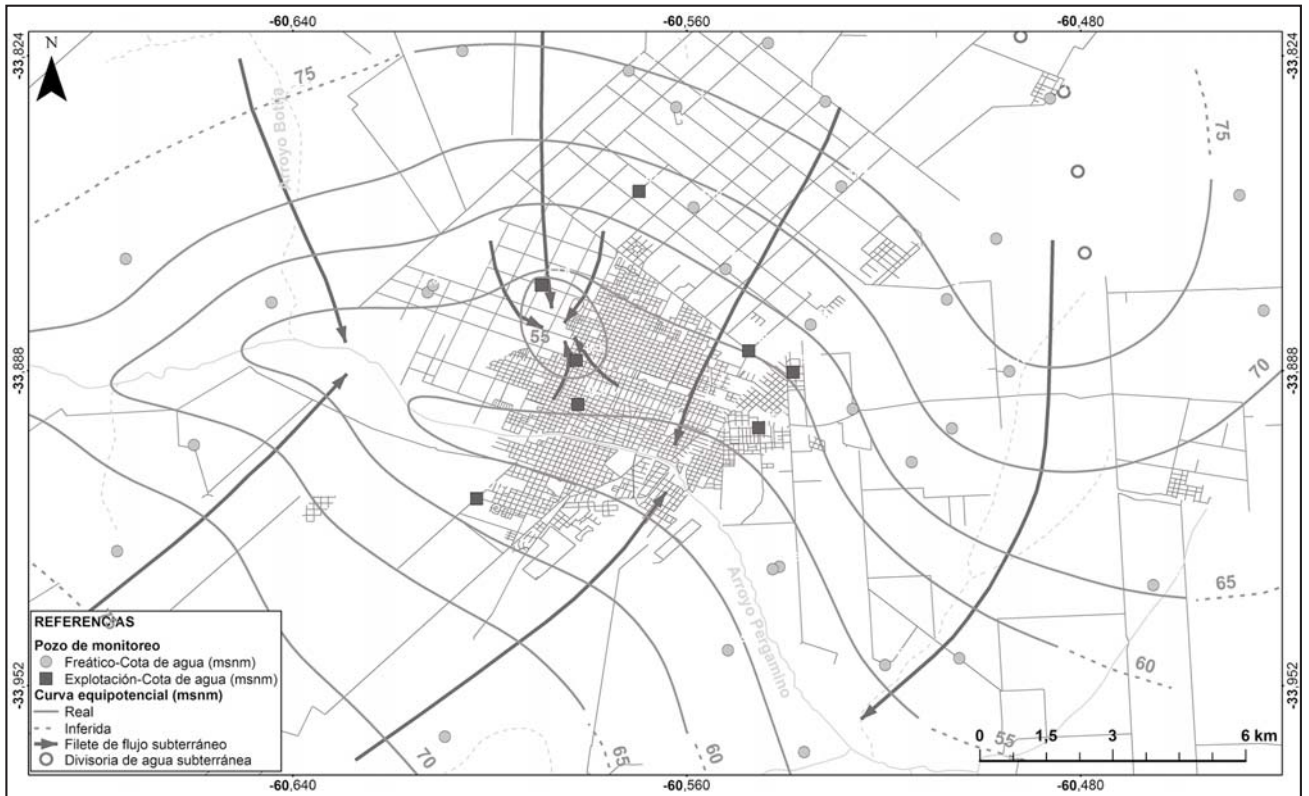 -60,640
-60,560
-60,480
-33,824
-33,824
N
75
75
Arroyo Botija
55
-33,888
-33,888
70
65
Arroyo Pergamino
60
-33,952
-33,952
55
70
65
60
REFERENCIAS
Pozo de monitoreo
Freático-Cota de agua (msnm)
Explotación-Cota de agua (msnm)
Curva equipotencial (msnm)
Real
Inferida
Filete de flujo subterráneo
Divisoria de agua subterránea
0 1,5 3 6 km
-60,640
-60,560
-60,480